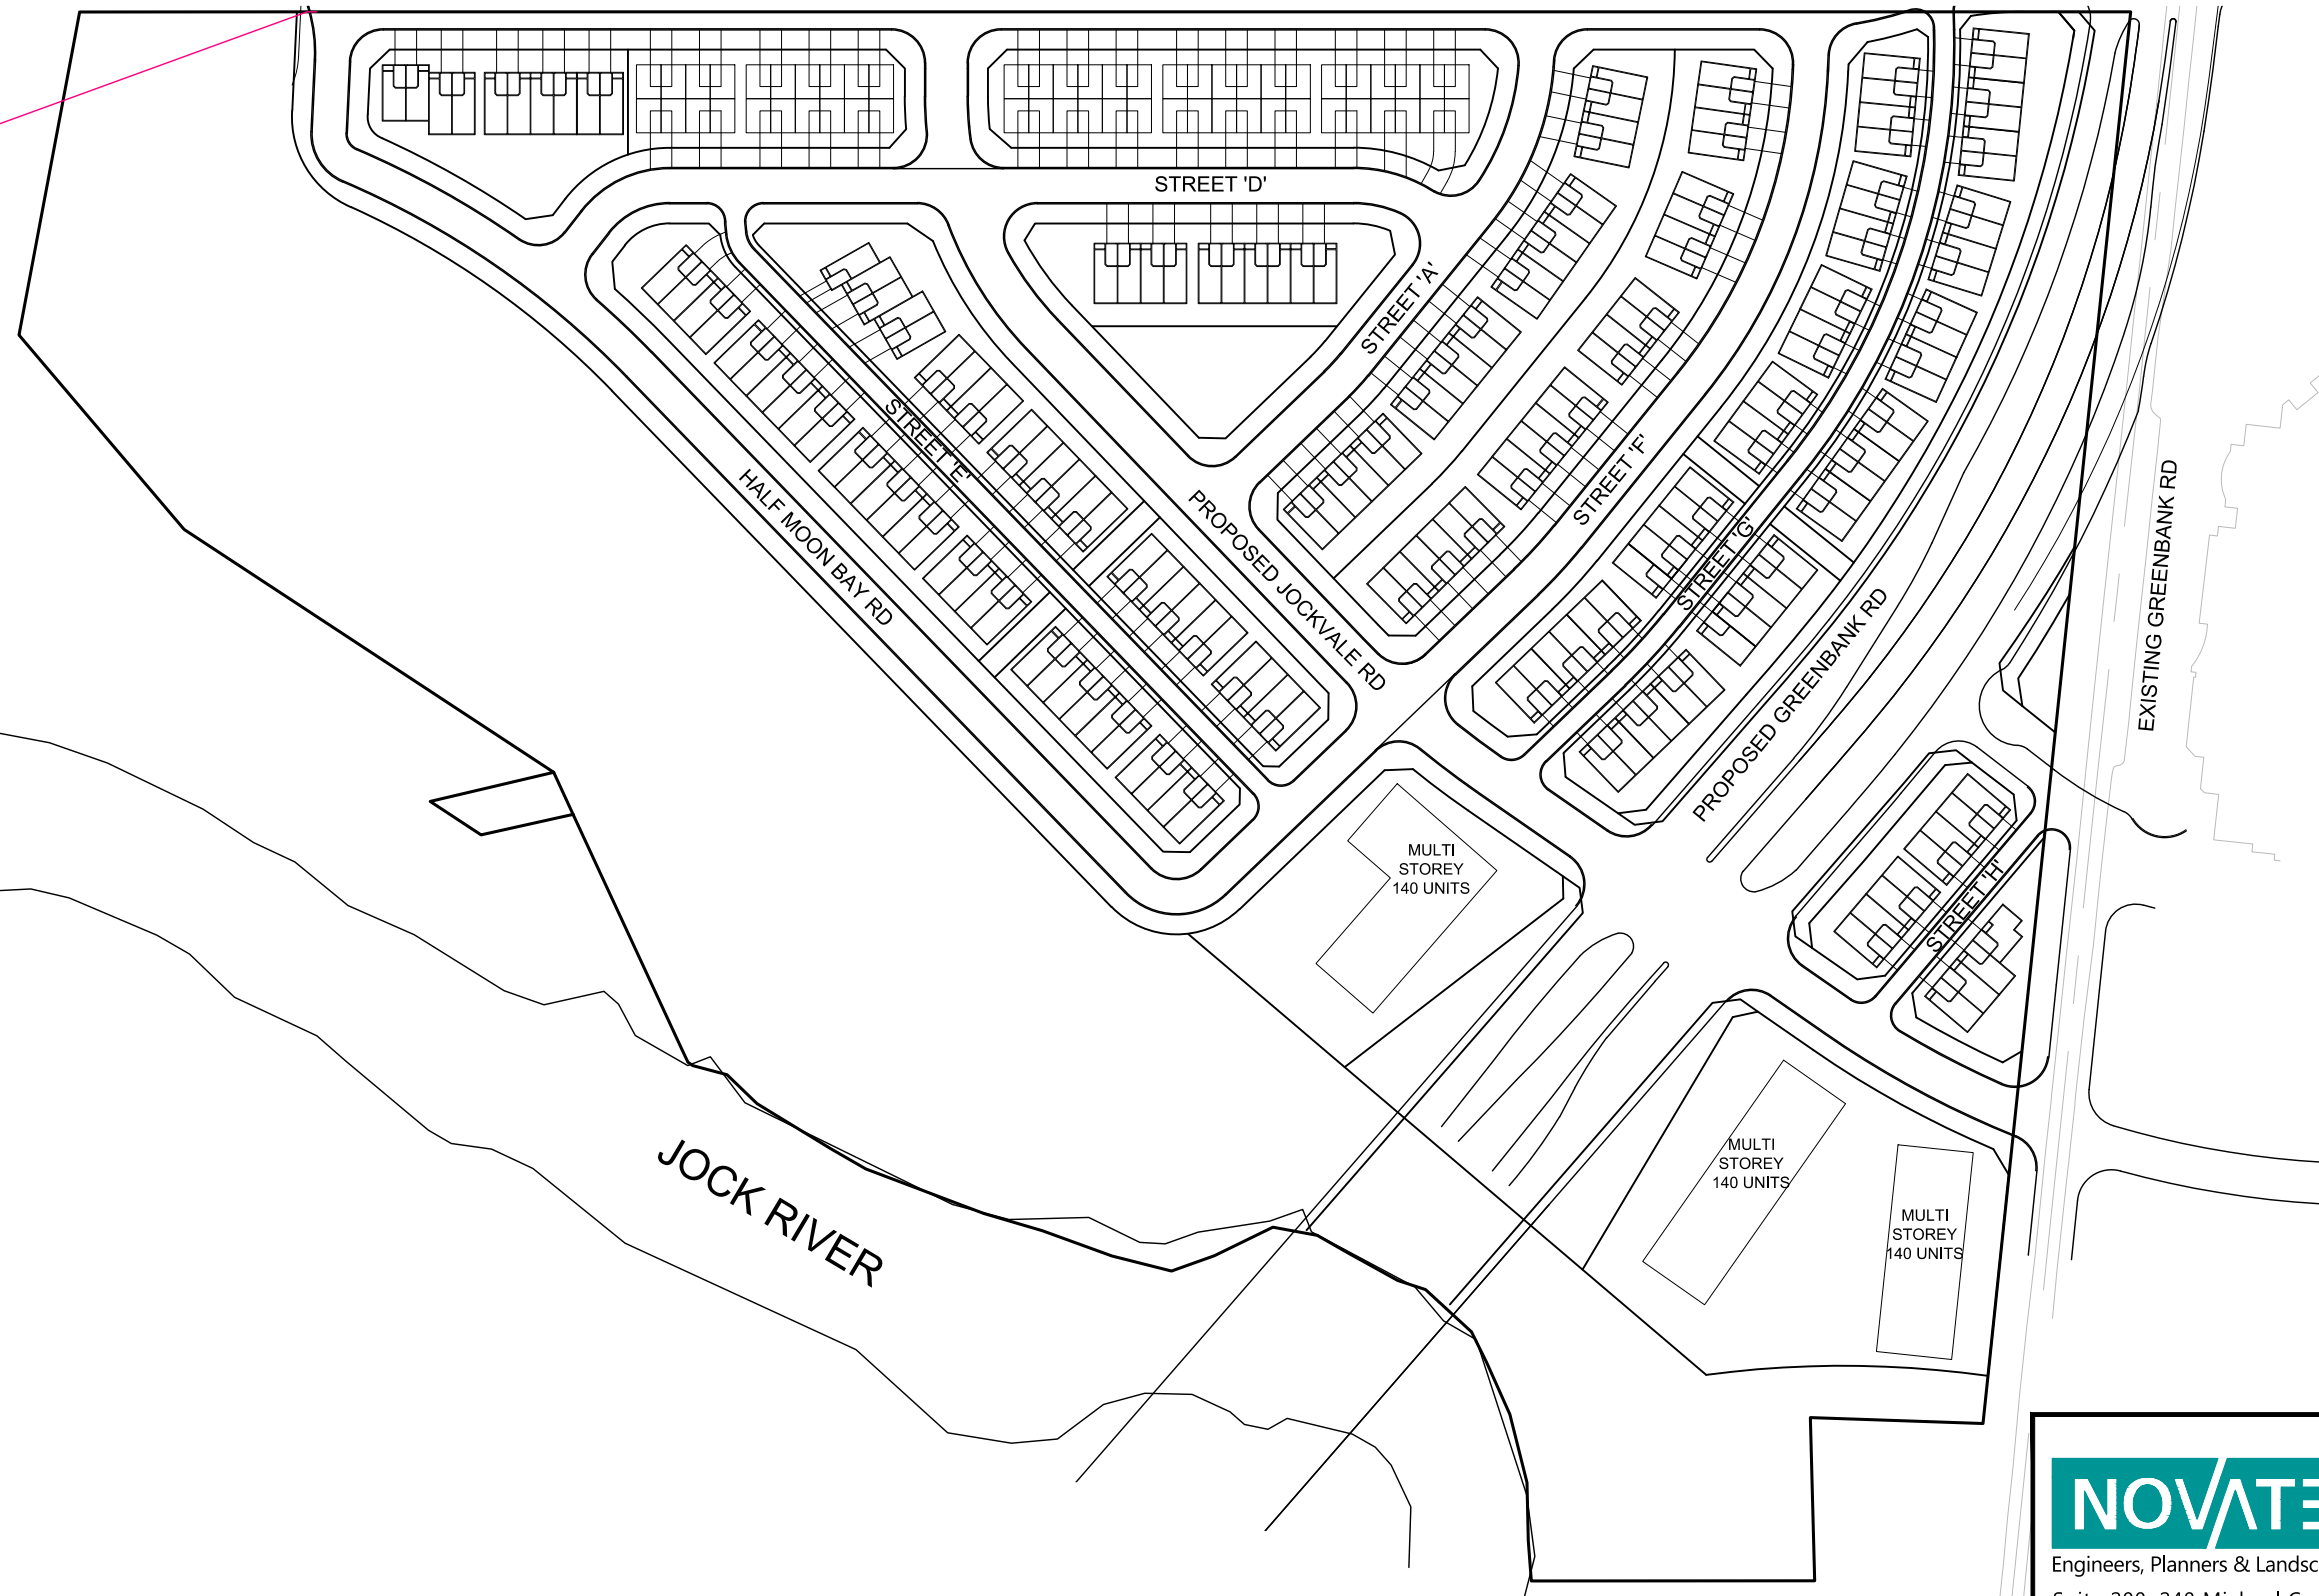 STREET 'D'
STREET 'A'
STREET 'E'
HALF MOON BAY RD
PROPOSED JOCKVALE RD
STREET 'F'
STREET 'G'
PROPOSED GREENBANK RD
EXISTING GREENBANK RD
MULTI
STOREY
140 UNITS
STREET 'H'
MULTI
STOREY
140 UNITS
MULTI
STOREY
140 UNITS
JOCK RIVER
NOVATE
Engineers, Planners & Landsc